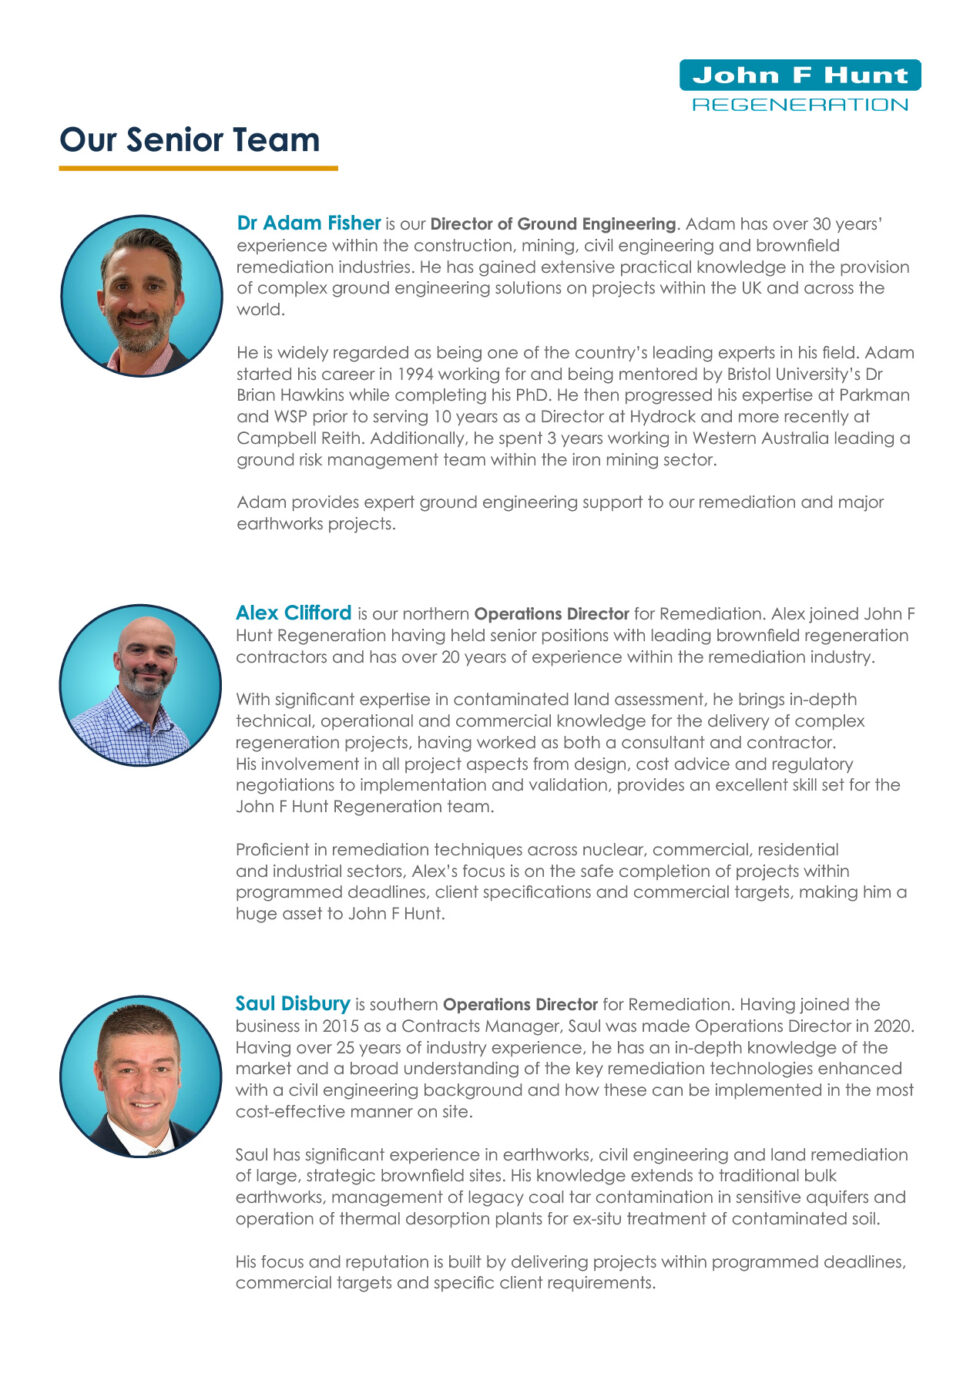 John F Hunt
REGENERATION
Our Senior Team
Dr Adam Fisher is our Director of Ground Engineering. Adam has over 30 years’
experience within the construction, mining, civil engineering and brownfield
remediation industries. He has gained extensive practical knowledge in the provision
of complex ground engineering solutions on projects within the UK and across the
world.
He is widely regarded as being one of the country’s leading experts in his field. Adam
started his career in 1994 working for and being mentored by Bristol University’s Dr
Brian Hawkins while completing his PhD. He then progressed his expertise at Parkman
and WSP prior to serving 10 years as a Director at Hydrock and more recently at
Campbell Reith. Additionally, he spent 3 years working in Western Australia leading a
ground risk management team within the iron mining sector.
Adam provides expert ground engineering support to our remediation and major
earthworks projects.
Alex Clifford is our northern Operations Director for Remediation. Alex joined John F
Hunt Regeneration having held senior positions with leading brownfield regeneration
contractors and has over 20 years of experience within the remediation industry.
With significant expertise in contaminated land assessment, he brings in-depth
technical, operational and commercial knowledge for the delivery of complex
regeneration projects, having worked as both a consultant and contractor.
His involvement in all project aspects from design, cost advice and regulatory
negotiations to implementation and validation, provides an excellent skill set for the
John F Hunt Regeneration team.
Proficient in remediation techniques across nuclear, commercial, residential
and industrial sectors, Alex’s focus is on the safe completion of projects within
programmed deadlines, client specifications and commercial targets, making him a
huge asset to John F Hunt.
Saul Disbury is southern Operations Director for Remediation. Having joined the
business in 2015 as a Contracts Manager, Saul was made Operations Director in 2020.
Having over 25 years of industry experience, he has an in-depth knowledge of the
market and a broad understanding of the key remediation technologies enhanced
with a civil engineering background and how these can be implemented in the most
cost-effective manner on site.
Saul has significant experience in earthworks, civil engineering and land remediation
of large, strategic brownfield sites. His knowledge extends to traditional bulk
earthworks, management of legacy coal tar contamination in sensitive aquifers and
operation of thermal desorption plants for ex-situ treatment of contaminated soil.
His focus and reputation is built by delivering projects within programmed deadlines,
commercial targets and specific client requirements.